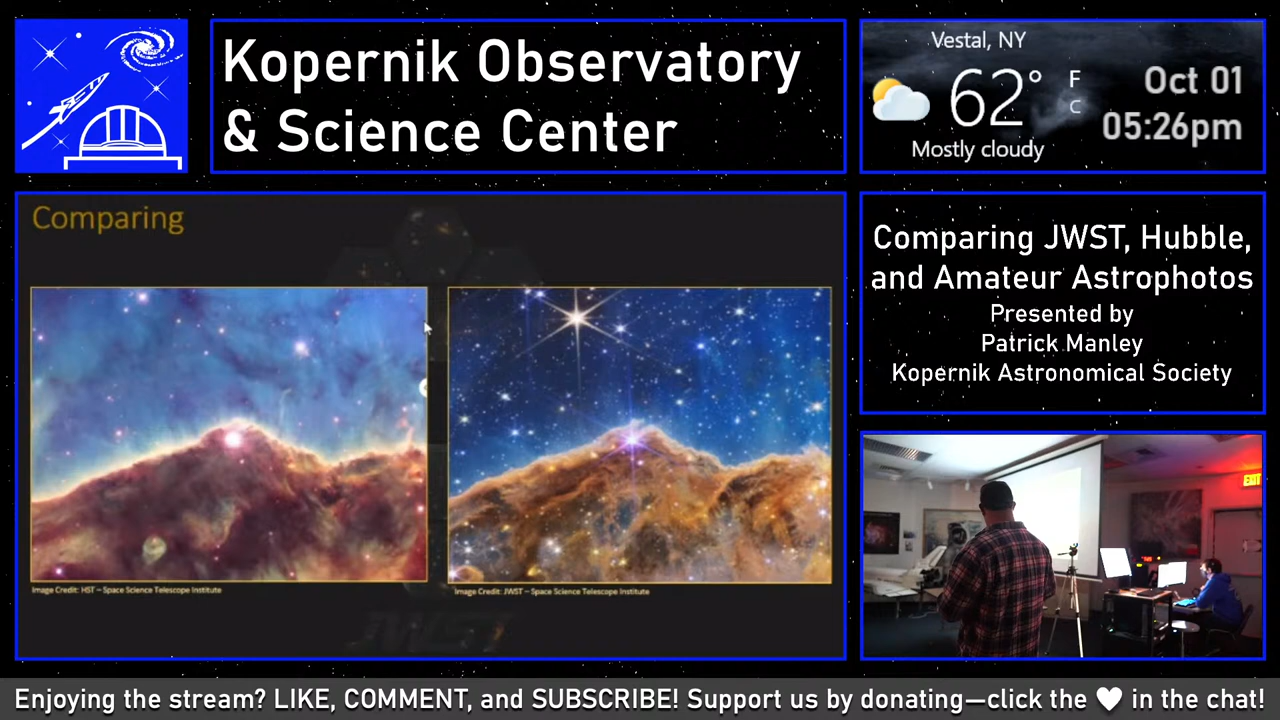 Kopernik Observatory
& Science Center
Vestal, NY
62° F
C
Mostly cloudy
Oct 01
05:26pm
Comparing
Image Credit: HST – Space Science Telescope Institute
Image Credit: JWST – Space Science Telescope Institute
JWST
Comparing JWST, Hubble,
and Amateur Astrophotos
Presented by
Patrick Manley
Kopernik Astronomical Society
EXIT
Enjoying the stream? LIKE, COMMENT, and SUBSCRIBE! Support us by donating—click the ♥ in the chat!